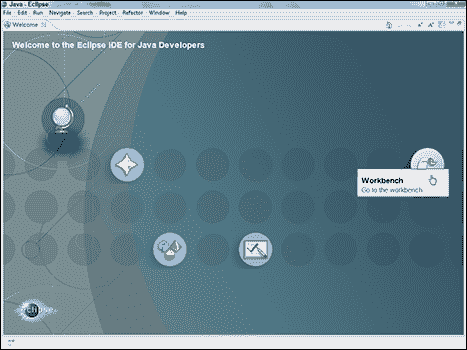 Java - Eclipse
File Edit Run Navigate Search Project Refactor Window Help
Welcome
Welcome to the Eclipse IDE for Java Developers
Workbench
Go to the workbench